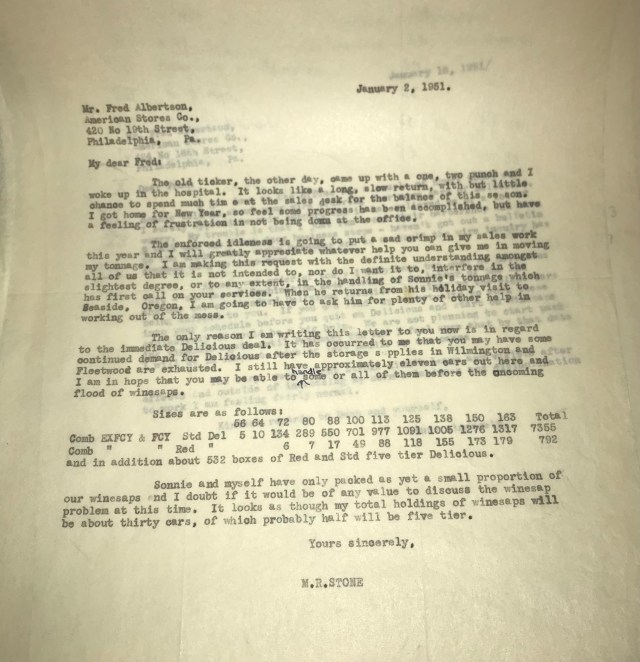 January 18, 1951/
January 2, 1951.
Mr. Fred Albertson,
American Stores Co.,
420 No 19th Street,
Philadelphia, Pa.
My dear Fred:
The old ticker, the other day, came up with a one, two punch and I
woke up in the hospital. It looks like a long, slow return, with but little
chance to spend much tim e at the sales desk for the balance of this se son.
I got home for New Year, so feel some progress has been accomplished, but have
a feeling of frustration in not being down at the office.
The enforced idleness is going to put a sad crimp in my sales work
this year and I will greatly appreciate whatever help you can give me in moving
my tonnage. I am making this request with the definite understanding amongst
all of us that it is not intended to, nor do I want it to, interfere in the
slightest degree, or to any extent, in the handling of Sonnie's tonnage which
has first call on your services. When he returns from his holiday visit to
Seaside, Oregon, I am going to have to ask him for plenty of other help in
working out of the mess.
The only reason I am writing this letter to you now is in regard
to the immediate Delicious deal. It has occurred to me that you may have some
continued demand for Delicious after the storage s pplies in Wilmington and
Fleetwood are exhausted. I still have approximately eleven cars out here and
handle
I am in hope that you may be able to some or all of them before the oncoming
flood of winesaps.
Sizes are as follows:
56 64 72 80 88 100 113 125 138 150 163 Total
Comb EXFCY & FCY Std Del 5 10 134 289 550 701 977 1091 1005 1276 1317 7355
Comb " " Red " 6 7 17 49 88 118 155 173 179 792
and in addition about 532 boxes of Red and Std five tier Delicious.
Sonnie and myself have only packed as yet a small proportion of
our winesaps and I doubt if it would be of any value to discuss the winesap
problem at this time. It looks as though my total holdings of winesaps will
be about thirty cars, of which probably half will be five tier.
Yours sincerely,
M.R.STONE